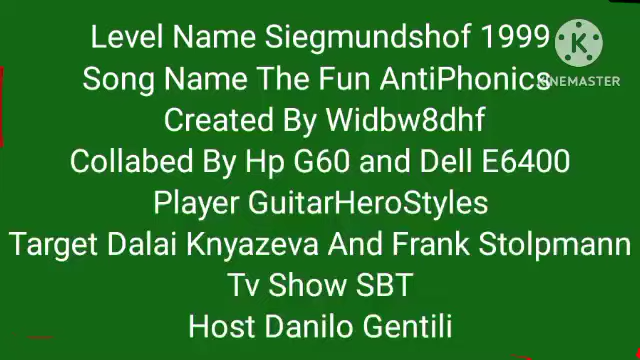 Level Name Siegmundshof 1999
Song Name The Fun AntiPhonics
Created By Widbw8dhf
Collabed By Hp G60 and Dell E6400
Player GuitarHeroStyles
Target Dalai Knyazeva And Frank Stolpmann
Tv Show SBT
Host Danilo Gentili
K
KINEMASTER